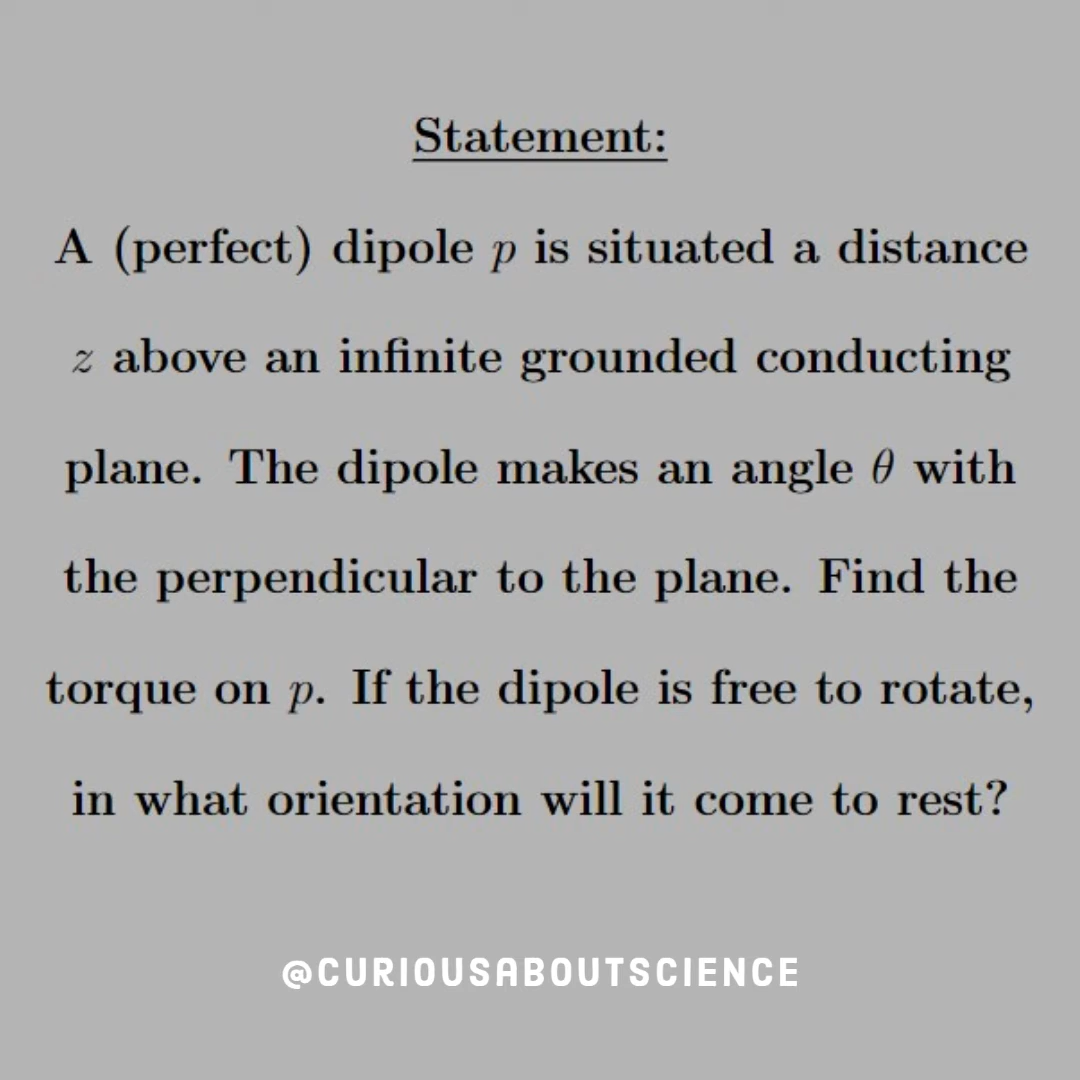 Statement:
A (perfect) dipole p is situated a distance
z above an infinite grounded conducting
plane. The dipole makes an angle θ with
the perpendicular to the plane. Find the
torque on p. If the dipole is free to rotate,
in what orientation will it come to rest?
@CURIOUSABOUTSCIENCE